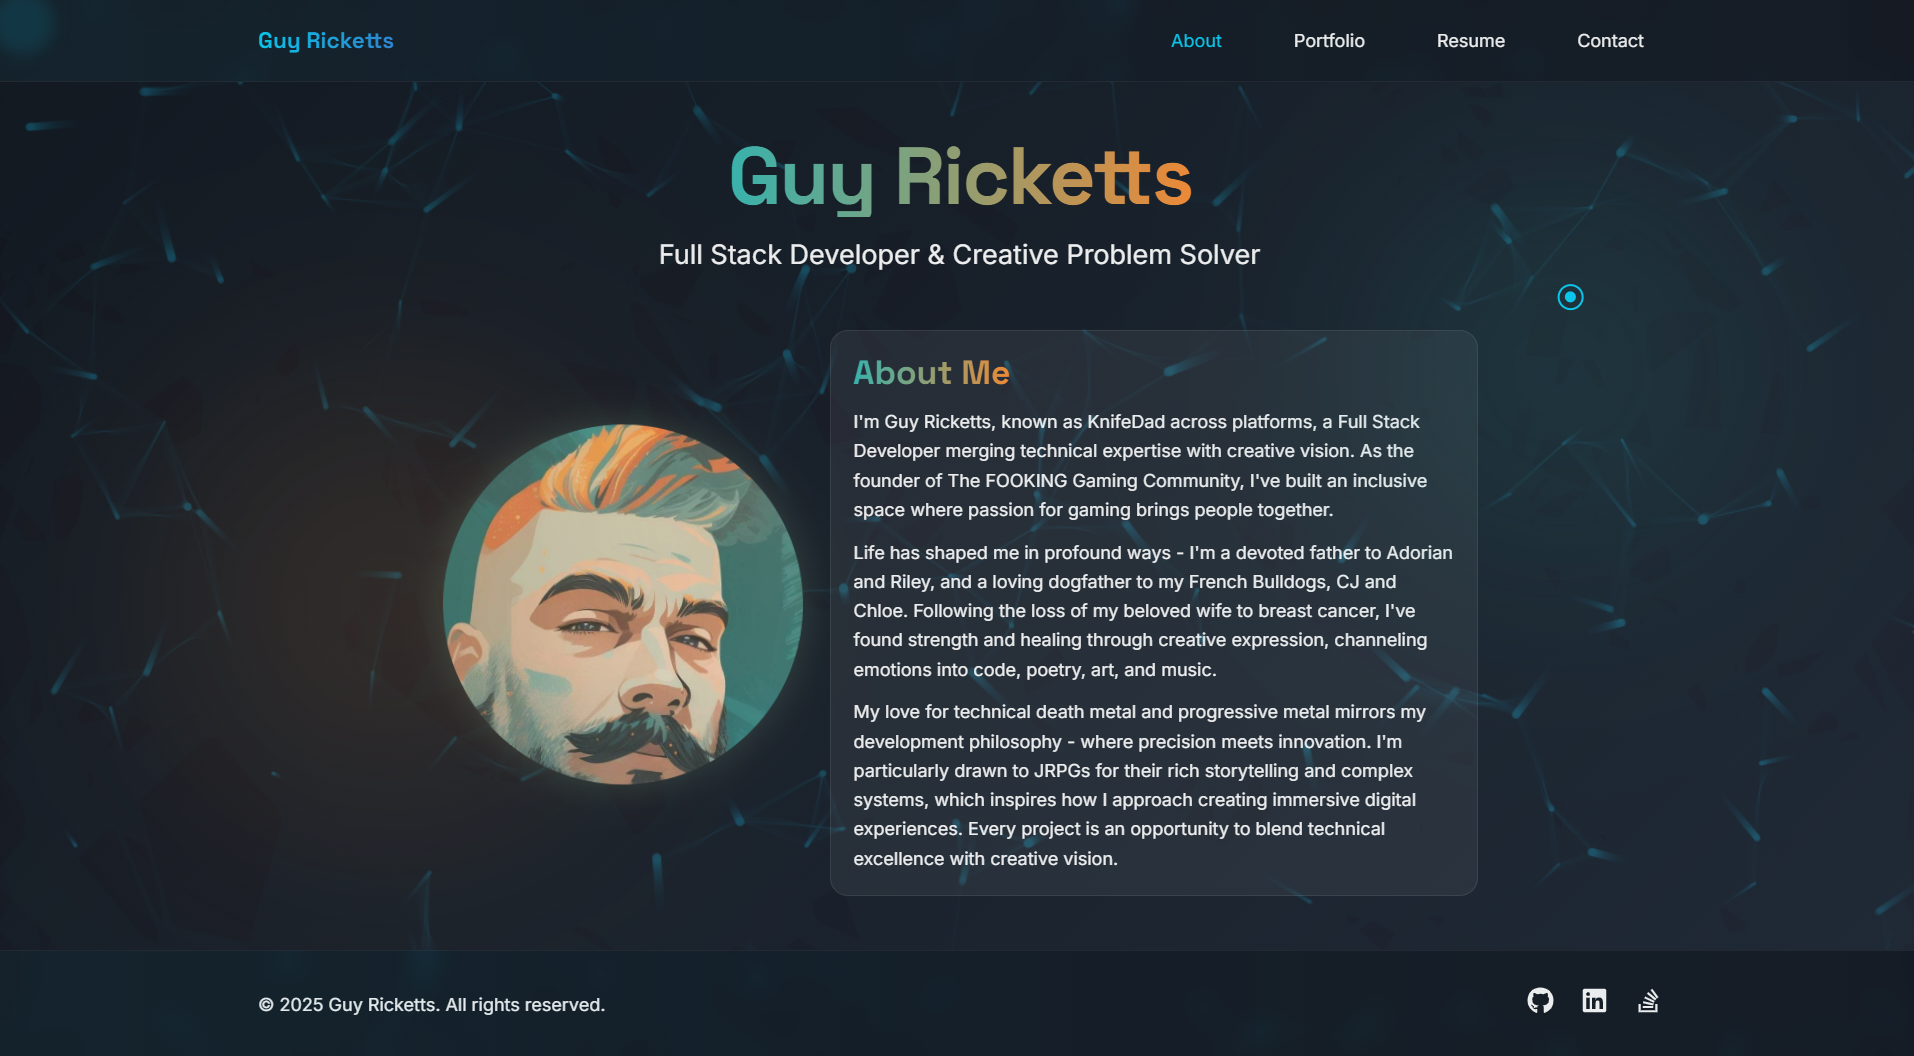 Guy Ricketts
About
Portfolio
Resume
Contact
Guy Ricketts
Full Stack Developer & Creative Problem Solver
About Me
I'm Guy Ricketts, known as KnifeDad across platforms, a Full Stack
Developer merging technical expertise with creative vision. As the
founder of The FOOKING Gaming Community, I've built an inclusive
space where passion for gaming brings people together.
Life has shaped me in profound ways - I'm a devoted father to Adorian
and Riley, and a loving dogfather to my French Bulldogs, CJ and
Chloe. Following the loss of my beloved wife to breast cancer, I've
found strength and healing through creative expression, channeling
emotions into code, poetry, art, and music.
My love for technical death metal and progressive metal mirrors my
development philosophy - where precision meets innovation. I'm
particularly drawn to JRPGs for their rich storytelling and complex
systems, which inspires how I approach creating immersive digital
experiences. Every project is an opportunity to blend technical
excellence with creative vision.
© 2025 Guy Ricketts. All rights reserved.
in